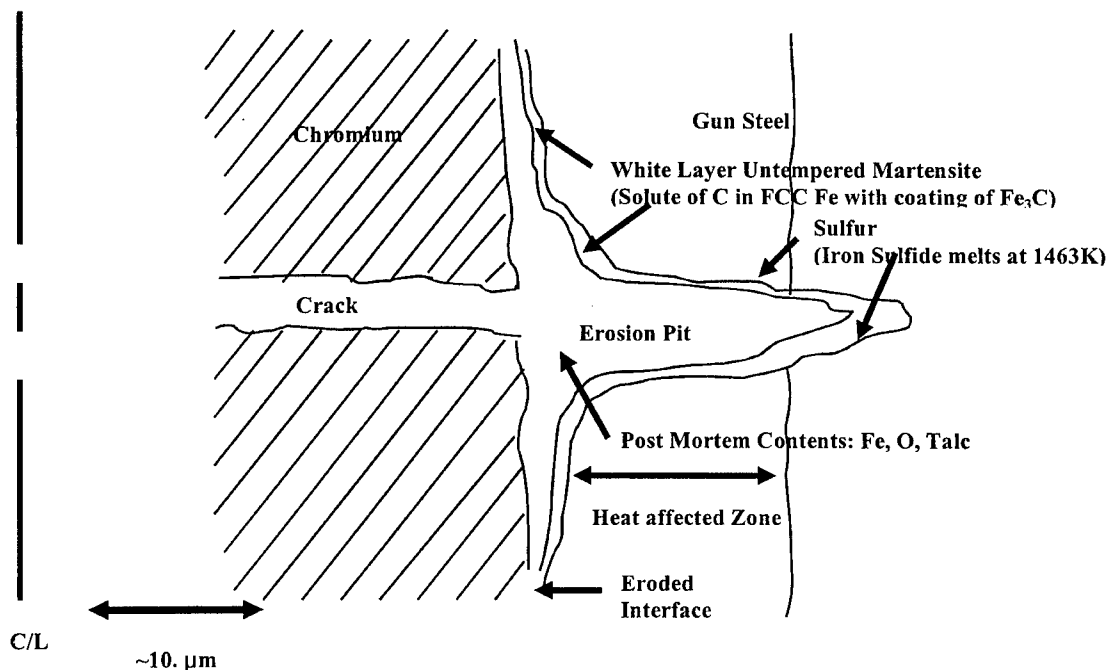 Chromium
Gun Steel
White Layer Untempered Martensite
(Solute of C in FCC Fe with coating of Fe₃C)
Sulfur
(Iron Sulfide melts at 1463K)
Crack
Erosion Pit
Post Mortem Contents: Fe, O, Talc
Heat affected Zone
Eroded
Interface
C/L
~10. µm